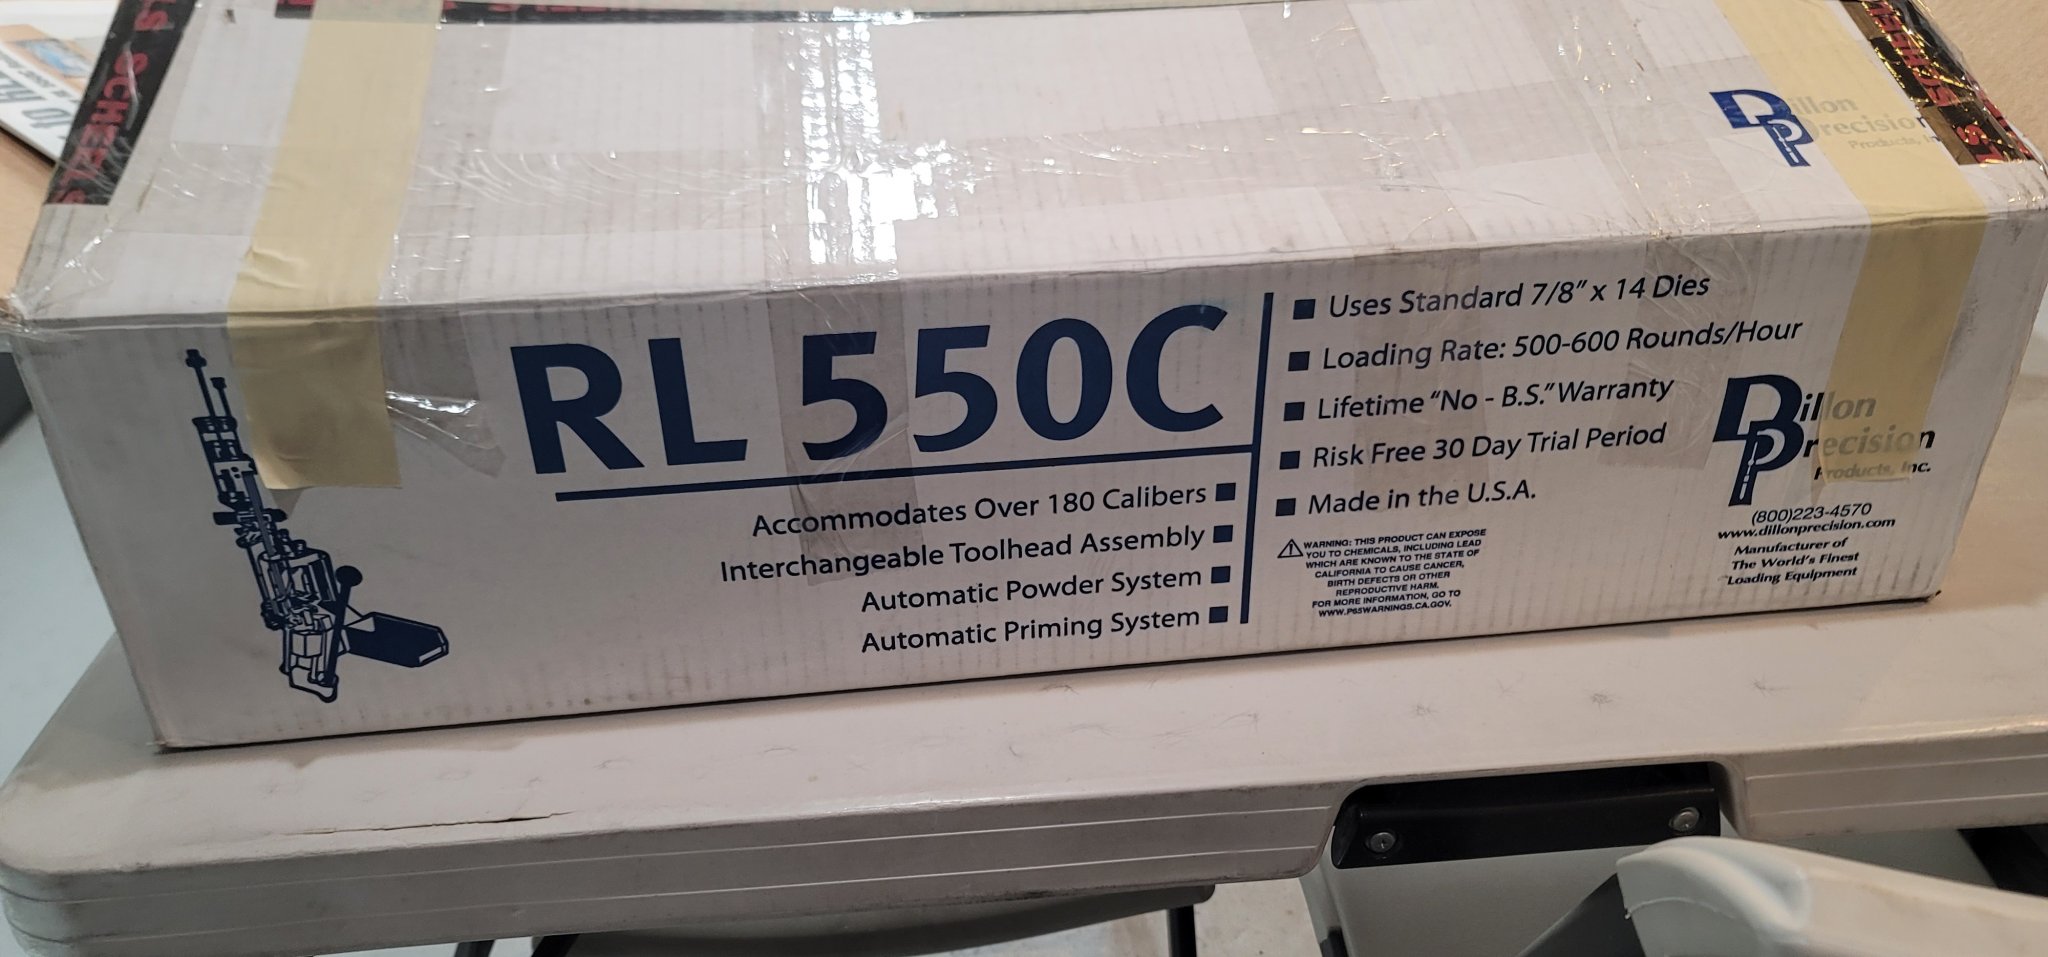 SCHEELS
Dillon
Precision
Products, In
RL 550C
Accommodates Over 180 Calibers
Interchangeable Toolhead Assembly
Automatic Powder System
Automatic Priming System
Uses Standard 7/8" x 14 Dies
Loading Rate: 500-600 Rounds/Hour
Lifetime "No - B.S." Warranty
Risk Free 30 Day Trial Period
Made in the U.S.A.
WARNING: THIS PRODUCT CAN EXPOSE
YOU TO CHEMICALS, INCLUDING LEAD
WHICH ARE KNOWN TO THE STATE OF
CALIFORNIA TO CAUSE CANCER,
BIRTH DEFECTS OR OTHER
REPRODUCTIVE HARM.
FOR MORE INFORMATION, GO TO
WWW.P65WARNINGS.CA.GOV.
Dillon
Precision
Products, Inc.
(800)223-4570
www.dillonprecision.com
Manufacturer of
The World's Finest
Loading Equipment